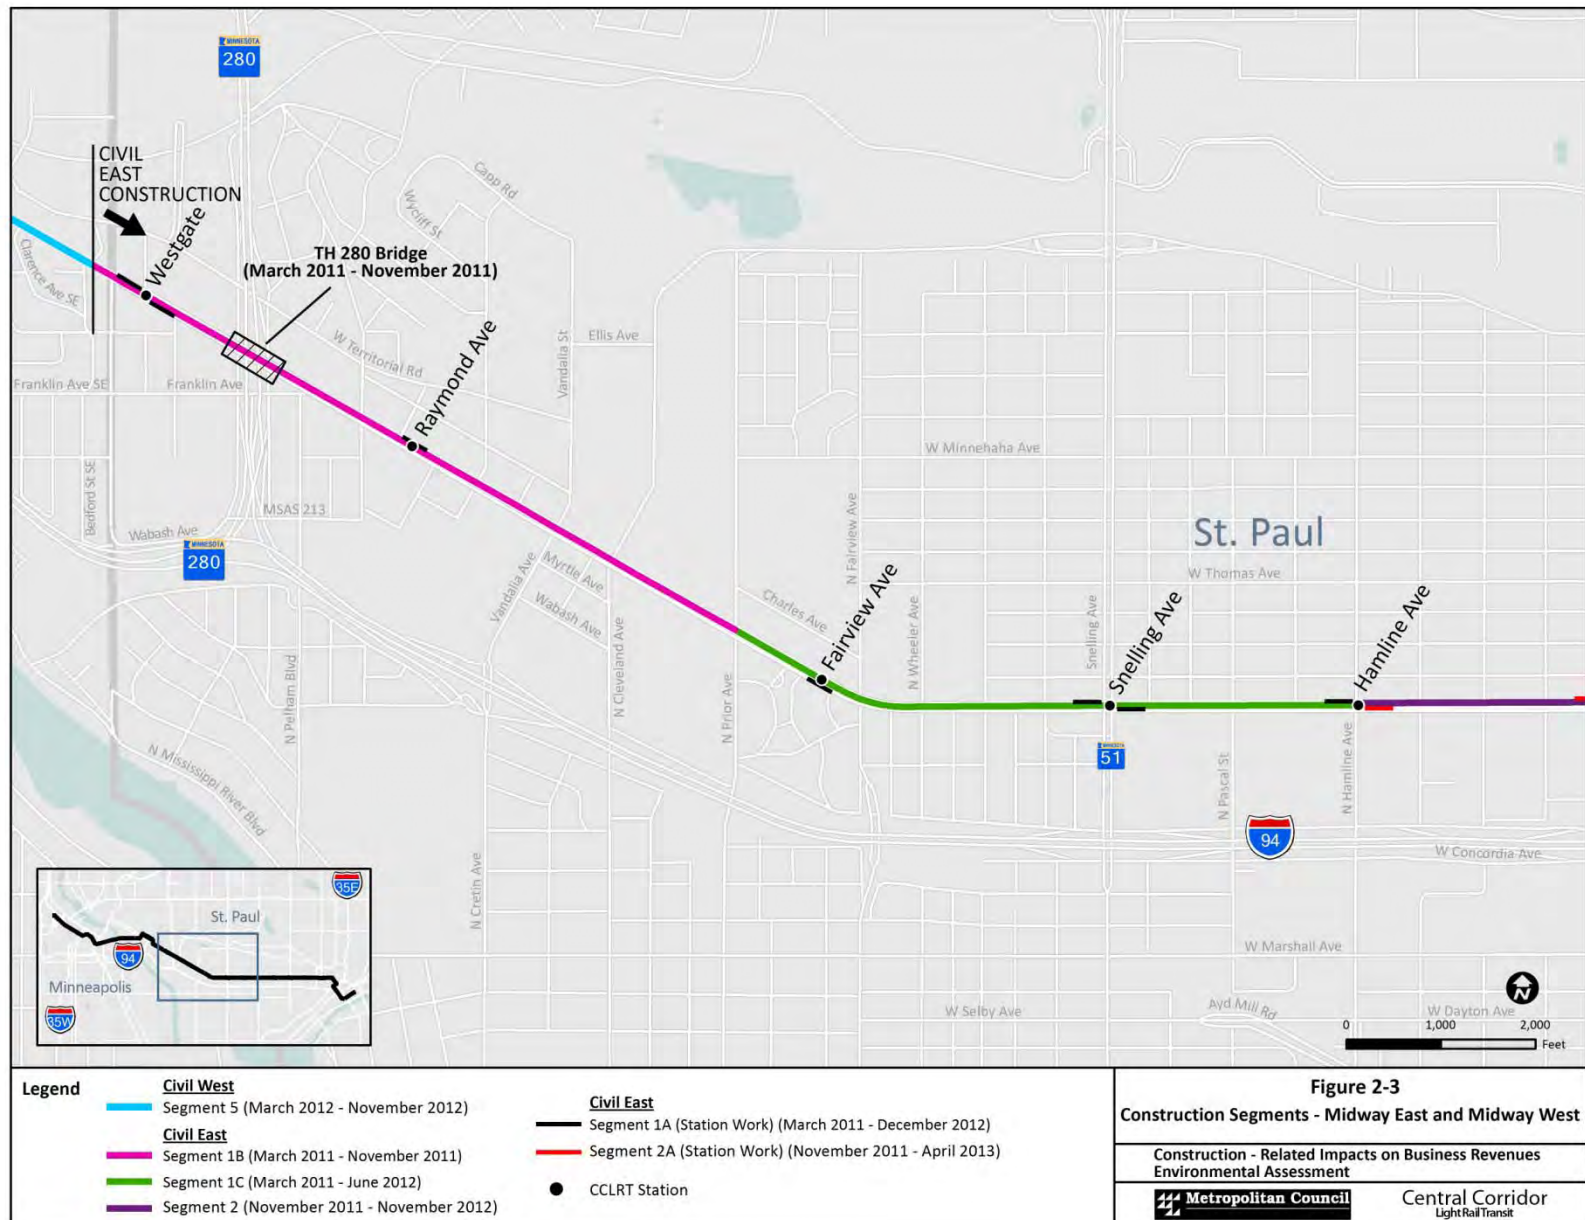 MINNESOTA
280
CIVIL
EAST
CONSTRUCTION
Westgate
TH 280 Bridge
(March 2011 - November 2011)
Capp Rd
Wycliff St
Clarence Ave SE
W Territorial Rd
Raymond Ave
Vandalia St
Ellis Ave
Franklin Ave SE
Franklin Ave
W Minnehaha Ave
Bedford St SE
MSAS 213
Wabash Ave
MINNESOTA
280
St. Paul
N Fairview Ave
Vandalia Ave
Myrtle Ave
Wabash Ave
Charles Ave
Fairview Ave
N Wheeler Ave
W Thomas Ave
Snelling Ave
Snelling Ave
Hamline Ave
N Cleveland Ave
N Pelham Blvd
N Prior Ave
N Mississippi River Blvd
MINNESOTA
51
N Pascal St
N Hamline Ave
94
W Concordia Ave
N Cretin Ave
W Marshall Ave
W Selby Ave
Ayd Mill Rd
W Dayton Ave
35E
St. Paul
94
Minneapolis
35W
N
0 1,000 2,000
Feet
Legend
Civil West
Segment 5 (March 2012 - November 2012)
Civil East
Segment 1B (March 2011 - November 2011)
Segment 1C (March 2011 - June 2012)
Segment 2 (November 2011 - November 2012)
Civil East
Segment 1A (Station Work) (March 2011 - December 2012)
Segment 2A (Station Work) (November 2011 - April 2013)
CCLRT Station
Figure 2-3
Construction Segments - Midway East and Midway West
Construction - Related Impacts on Business Revenues
Environmental Assessment
Metropolitan Council
Central Corridor
Light Rail Transit